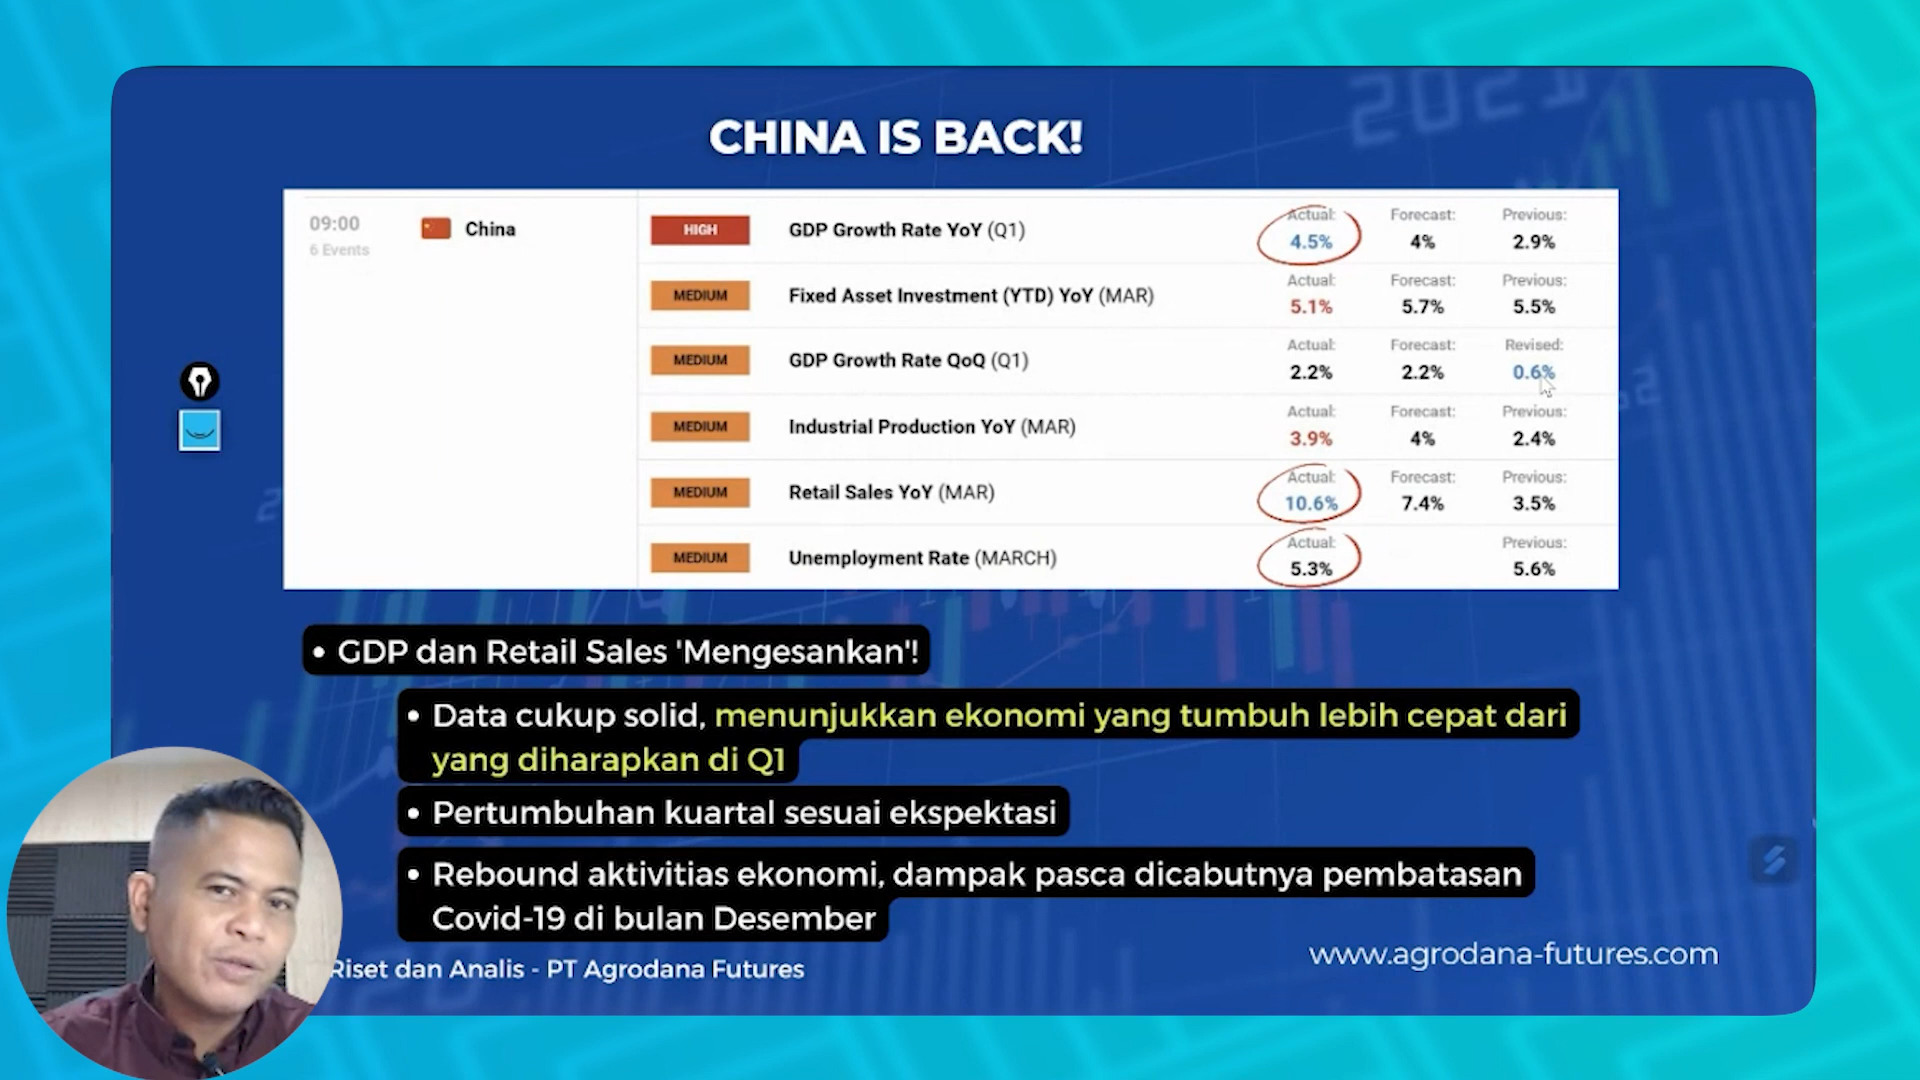 CHINA IS BACK!
09:00
6 Events
China
HIGH
GDP Growth Rate YoY (Q1)
Actual:
4.5%
Forecast:
4%
Previous:
2.9%
MEDIUM
Fixed Asset Investment (YTD) YoY (MAR)
Actual:
5.1%
Forecast:
5.7%
Previous:
5.5%
MEDIUM
GDP Growth Rate QoQ (Q1)
Actual:
2.2%
Forecast:
2.2%
Revised:
0.6%
MEDIUM
Industrial Production YoY (MAR)
Actual:
3.9%
Forecast:
4%
Previous:
2.4%
MEDIUM
Retail Sales YoY (MAR)
Actual:
10.6%
Forecast:
7.4%
Previous:
3.5%
MEDIUM
Unemployment Rate (MARCH)
Actual:
5.3%
Previous:
5.6%
• GDP dan Retail Sales 'Mengesankan'!
• Data cukup solid, menunjukkan ekonomi yang tumbuh lebih cepat dari
yang diharapkan di Q1
• Pertumbuhan kuartal sesuai ekspektasi
• Rebound aktivitias ekonomi, dampak pasca dicabutnya pembatasan
Covid-19 di bulan Desember
Riset dan Analis - PT Agrodana Futures
www.agrodana-futures.com